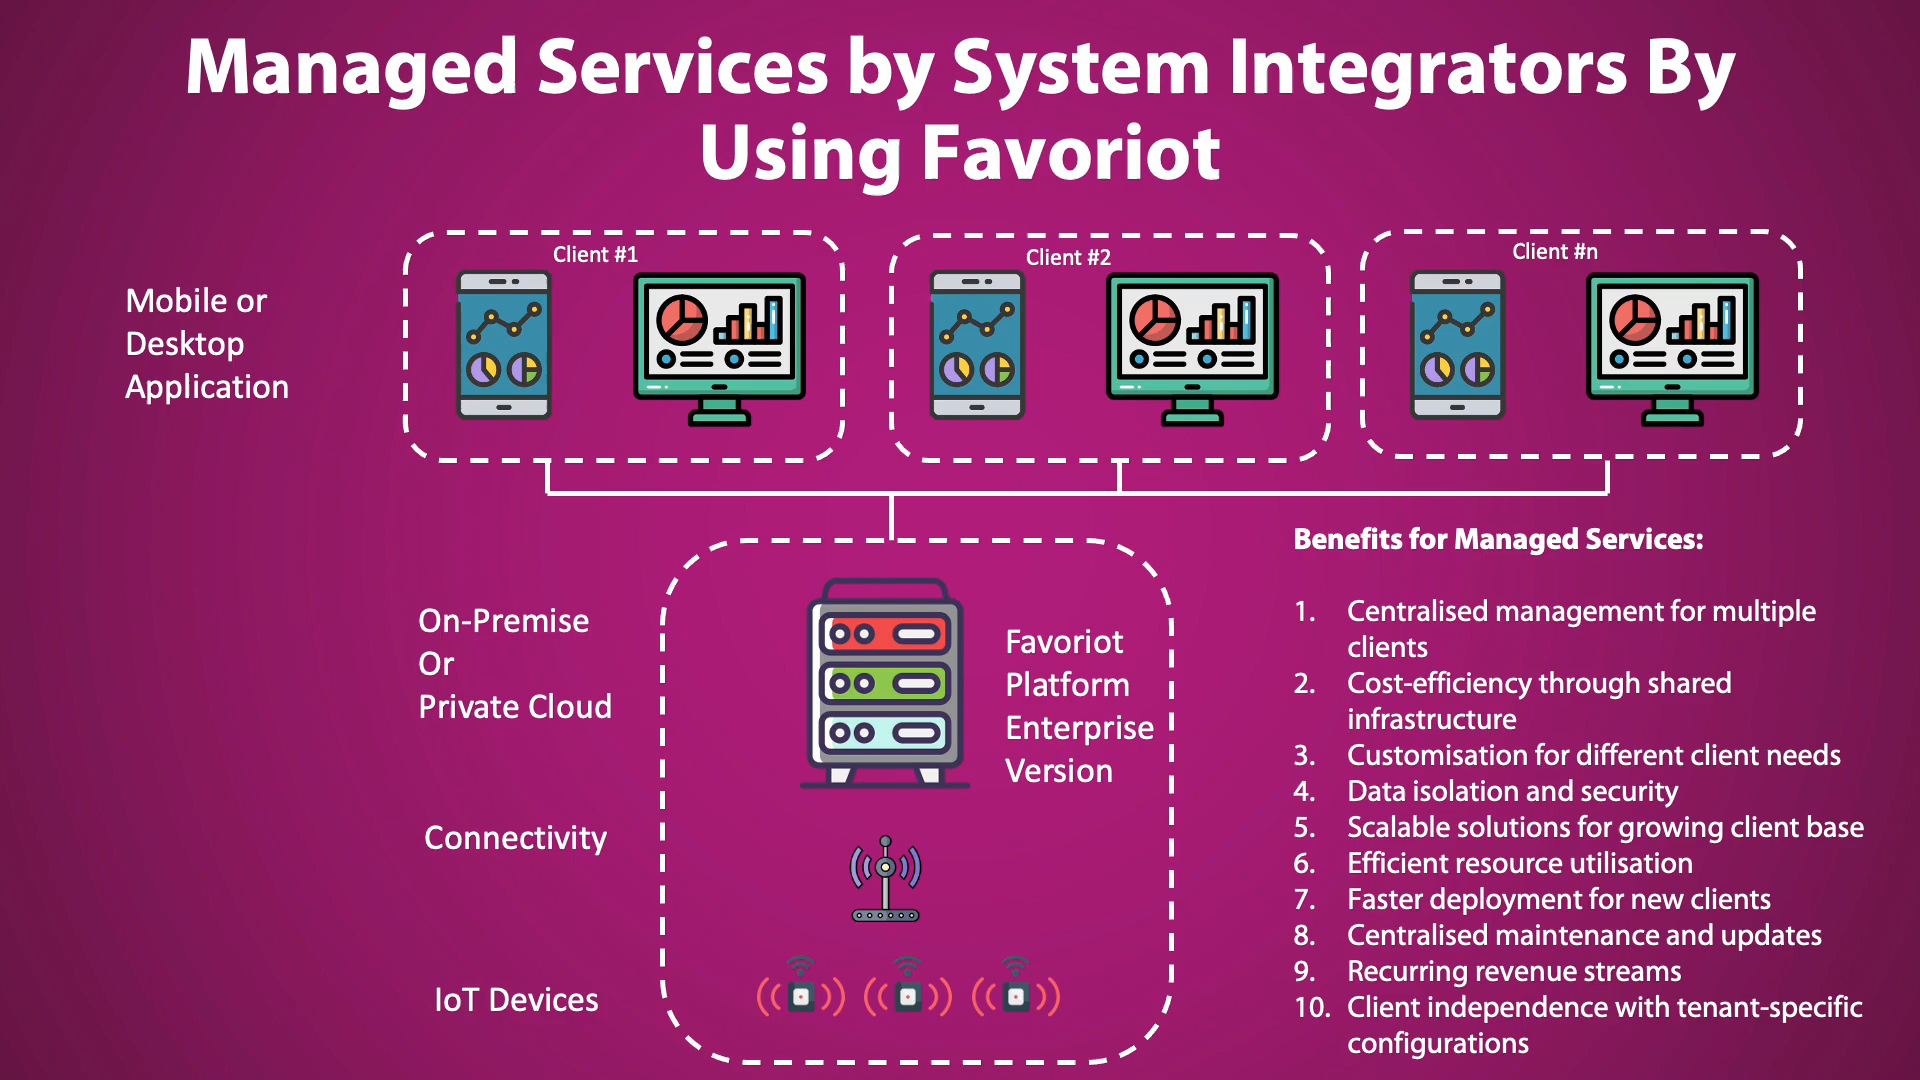 Managed Services by System Integrators By
Using Favoriot
Client #1
Client #2
Client #n
Mobile or
Desktop
Application
On-Premise
Or
Private Cloud
Favoriot
Platform
Enterprise
Version
Connectivity
IoT Devices
Benefits for Managed Services:
1. Centralised management for multiple
clients
2. Cost-efficiency through shared
infrastructure
3. Customisation for different client needs
4. Data isolation and security
5. Scalable solutions for growing client base
6. Efficient resource utilisation
7. Faster deployment for new clients
8. Centralised maintenance and updates
9. Recurring revenue streams
10. Client independence with tenant-specific
configurations